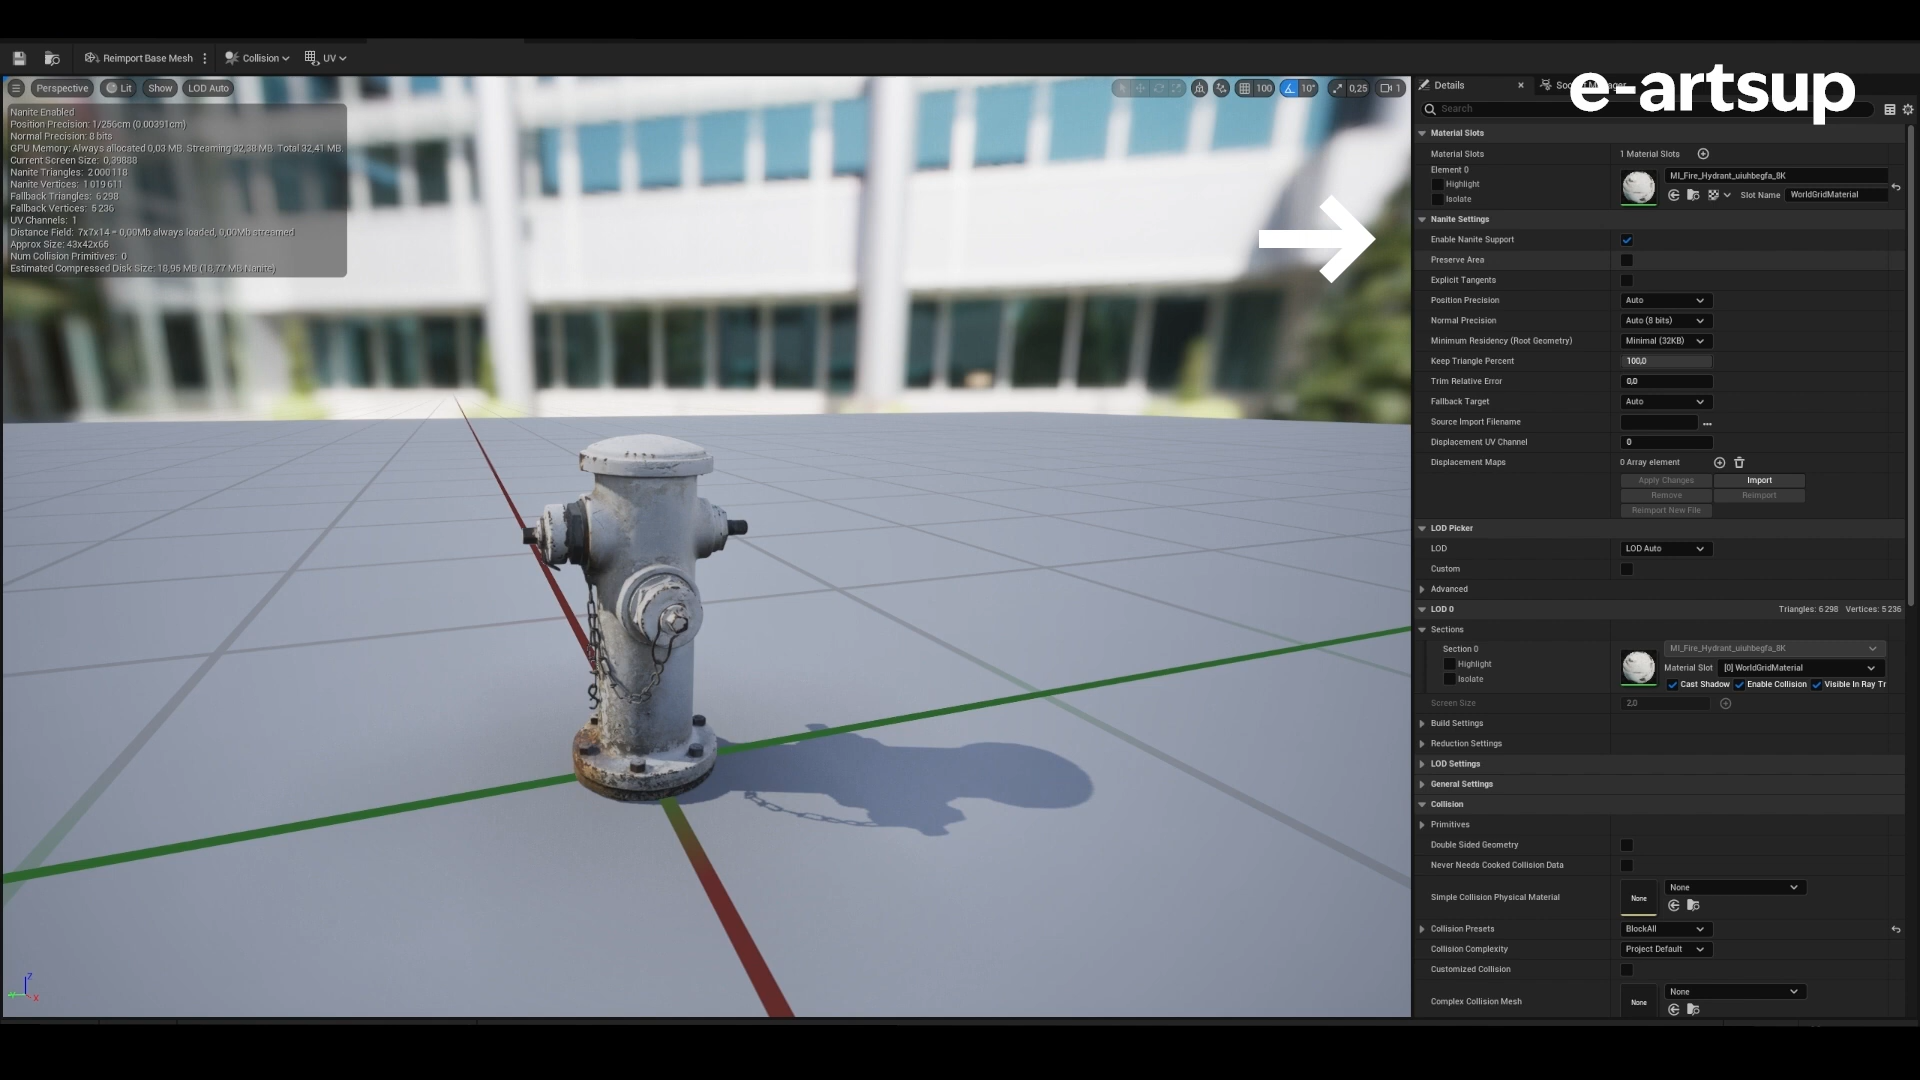 Reimport Base Mesh
Collision
UV
Perspective
Lit
Show
LOD Auto
100
10°
0,25
1
Nanite Enabled
Position Precision: 1/256cm (0.00391cm)
Normal Precision: 8 bits
GPU Memory: Always allocated 0,03 MB. Streaming 32,38 MB. Total 32,41 MB.
Current Screen Size: 0,39888
Nanite Triangles: 2 000 118
Nanite Vertices: 1 019 611
Fallback Triangles: 6 298
Fallback Vertices: 5 236
UV Channels: 1
Distance Field: 7x7x14 = 0,00Mb always loaded, 0,00Mb streamed
Approx Size: 43x42x65
Num Collision Primitives: 0
Estimated Compressed Disk Size: 18,95 MB (18,77 MB Nanite)
Z
Y
X
e-artsup
Details
Search
Material Slots
Material Slots 1 Material Slots
Element 0
Highlight
Isolate
MI_Fire_Hydrant_uiuhbegfa_8K
Slot Name WorldGridMaterial
Nanite Settings
Enable Nanite Support
Preserve Area
Explicit Tangents
Position Precision Auto
Normal Precision Auto (8 bits)
Minimum Residency (Root Geometry) Minimal (32KB)
Keep Triangle Percent 100,0
Trim Relative Error 0,0
Fallback Target Auto
Source Import Filename
Displacement UV Channel 0
Displacement Maps 0 Array element
Apply Changes Import
Remove Reimport
Reimport New File
LOD Picker
LOD LOD Auto
Custom
Advanced
LOD 0 Triangles: 6 298 Vertices: 5 236
Sections
Section 0
Highlight
Isolate
MI_Fire_Hydrant_uiuhbegfa_8K
Material Slot [0] WorldGridMaterial
Cast Shadow Enable Collision Visible In Ray Tr
Screen Size 2,0
Build Settings
Reduction Settings
LOD Settings
General Settings
Collision
Primitives
Double Sided Geometry
Never Needs Cooked Collision Data
Simple Collision Physical Material None None
Collision Presets BlockAll
Collision Complexity Project Default
Customized Collision
Complex Collision Mesh None None